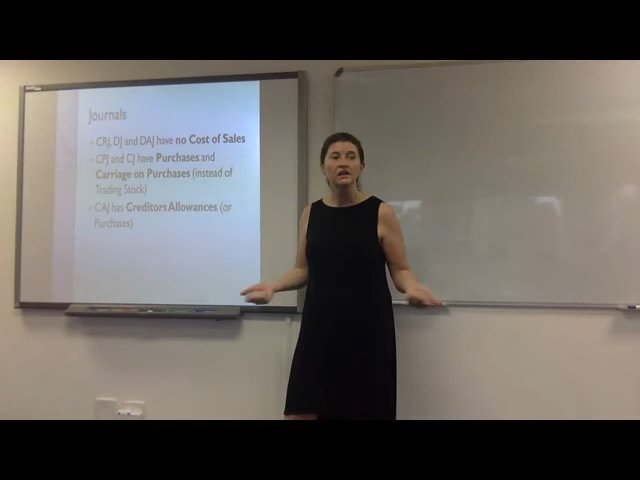 Journals
CRJ, DJ and DAJ have no Cost of Sales
CPJ and CJ have Purchases and
Carriage on Purchases (instead of
Trading Stock)
CAJ has Creditors Allowances (or
Purchases)